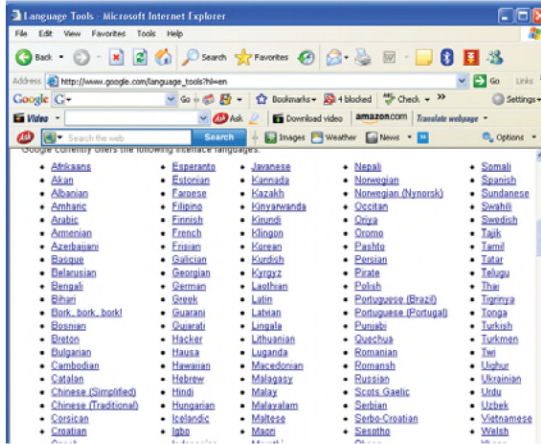 Language Tools - Microsoft Internet Explorer
File Edit View Favorites Tools Help
Back Search Favorites
Address http://www.google.com/language_tools?hl=en Go Links
Google G Go Bookmarks 4 blocked Check Settings
Video Ask Download video amazon.com Translate webpage
Search the web Search Images Weather News Options
Google currently offers the following interface languages:
Afrikaans Esperanto Javanese Nepali Somali
Akan Estonian Kannada Norwegian Spanish
Albanian Faroese Kazakh Norwegian (Nynorsk) Sundanese
Amharic Filipino Kinyarwanda Occitan Swahili
Arabic Finnish Kirundi Oriya Swedish
Armenian French Klingon Oromo Tajik
Azerbaijani Frisian Korean Pashto Tamil
Basque Galician Kurdish Persian Tatar
Belarusian Georgian Kyrgyz Pirate Telugu
Bengali German Laothian Polish Thai
Bihari Greek Latin Portuguese (Brazil) Tigrinya
Bork, bork, bork! Guarani Latvian Portuguese (Portugal) Tonga
Bosnian Gujarati Lingala Punjabi Turkish
Breton Hacker Lithuanian Quechua Turkmen
Bulgarian Hausa Luganda Romanian Twi
Cambodian Hawaiian Macedonian Romansh Uighur
Catalan Hebrew Malagasy Russian Ukrainian
Chinese (Simplified) Hindi Malay Scots Gaelic Urdu
Chinese (Traditional) Hungarian Malayalam Serbian Uzbek
Corsican Icelandic Maltese Serbo-Croatian Vietnamese
Croatian Igbo Maori Sesotho Welsh